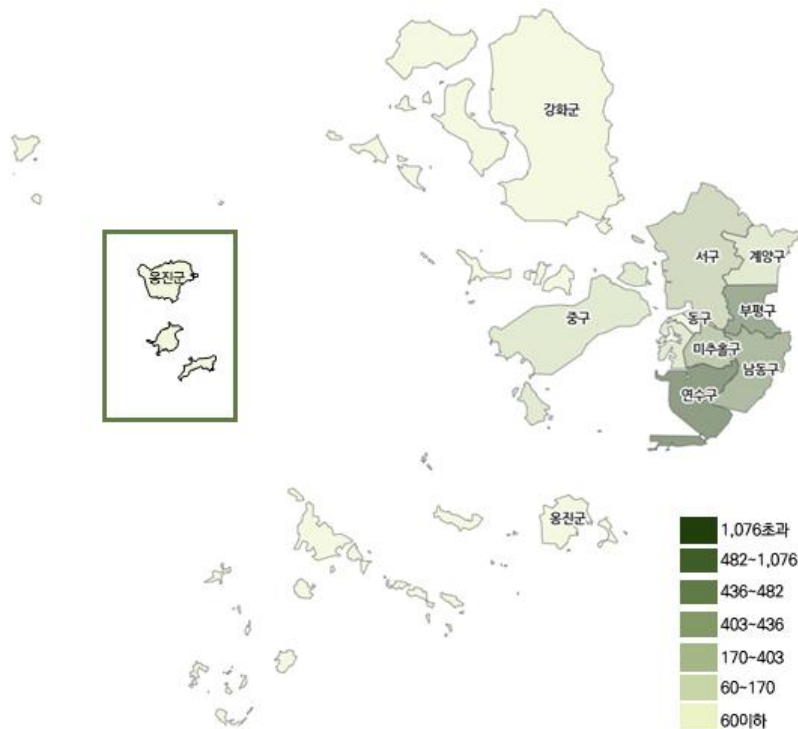 강화군
서구
계양구
옹진군
부평구
중구
동구
미추홀구
남동구
연수구
옹진군
1,076초과
482~1,076
436~482
403~436
170~403
60~170
60이하